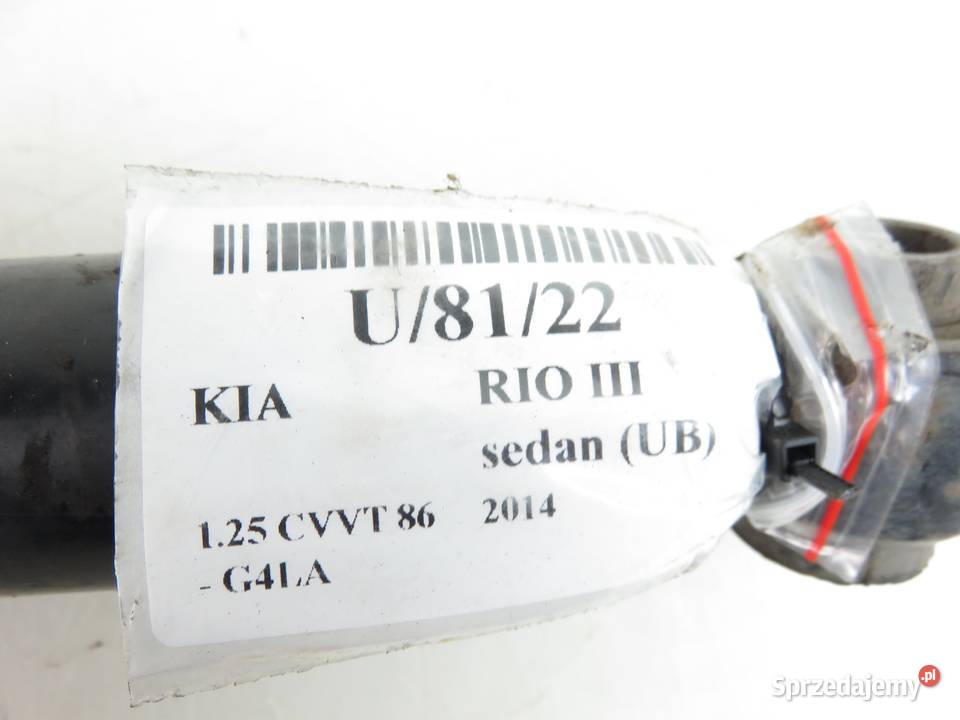 U/81/22
KIA RIO III
sedan (UB)
1.25 CVVT 86 2014
- G4LA
Sprzedajemy.pl